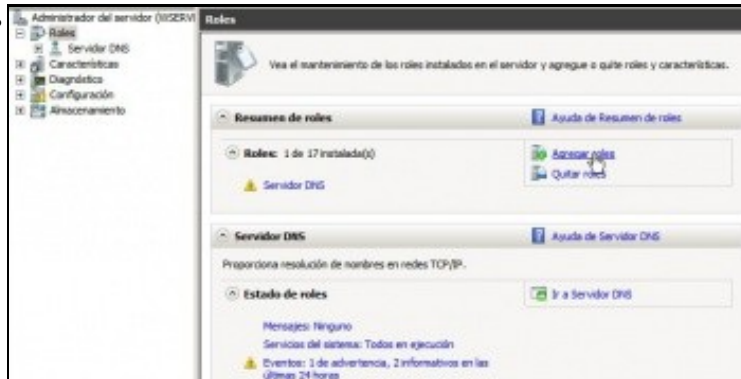 Administrador del servidor (WSERVI
Roles
Servidor DNS
Características
Diagnóstico
Configuración
Almacenamiento
Roles
Vea el mantenimiento de los roles instalados en el servidor y agregue o quite roles y características.
Resumen de roles
Ayuda de Resumen de roles
Roles: 1 de 17 instalada(s)
Agregar roles
Quitar roles
Servidor DNS
Servidor DNS
Ayuda de Servidor DNS
Proporciona resolución de nombres en redes TCP/IP.
Estado de roles
Ir a Servidor DNS
Mensajes: Ninguno
Servicios del sistema: Todos en ejecución
Eventos: 1 de advertencia, 2 informativos en las
últimas 24 horas